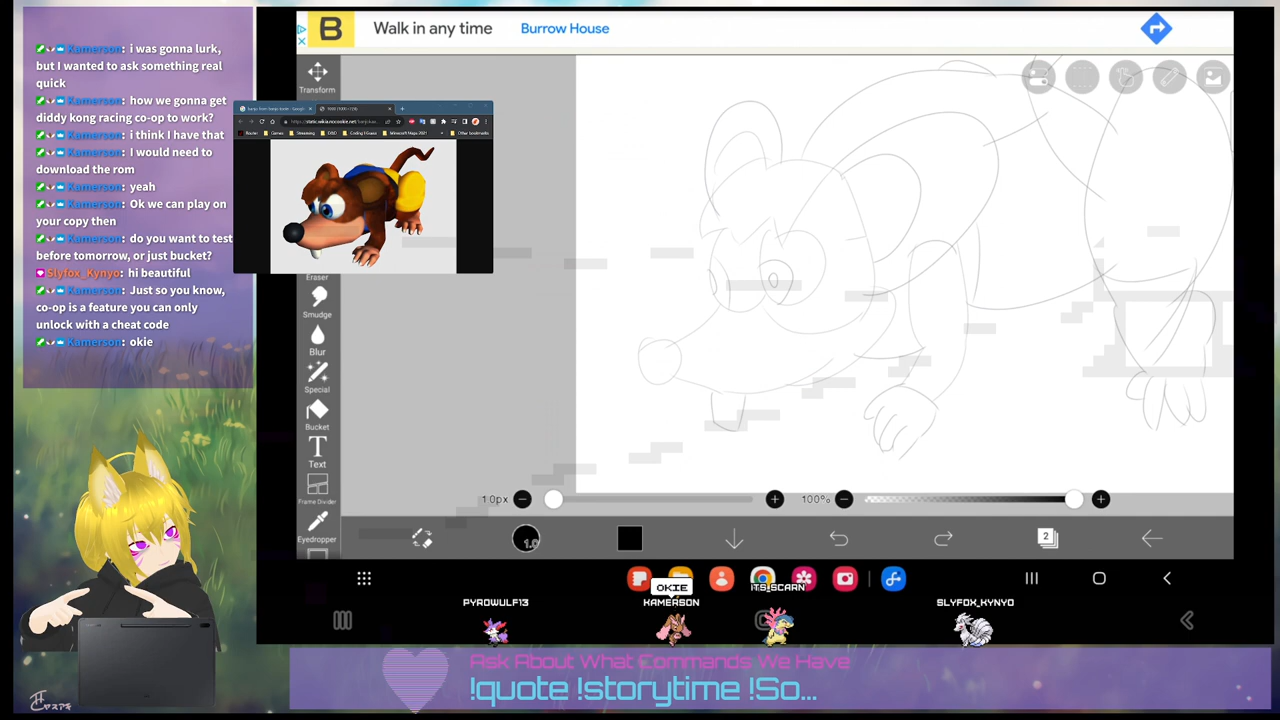 Kamerson: i was gonna lurk,
but I wanted to ask something real
quick
Kamerson: how we gonna get
diddy kong racing co-op to work?
Kamerson: i think I have that
Kamerson: I would need to
download the rom
Kamerson: yeah
Kamerson: Ok we can play on
your copy then
Kamerson: do you want to test
before tomorrow, or just bucket?
Slyfox_Kynyo: hi beautiful
Kamerson: Just so you know,
co-op is a feature you can only
unlock with a cheat code
Kamerson: okie
B
Walk in any time
Burrow House
Transform
Eraser
Smudge
Blur
Special
Bucket
T
Text
Frame Divider
Eyedropper
10px
100%
1.0
2
OKIE
PYROWULF13
KAMERSON
ITS_SCARN
SLYFOX_KYNYO
Ask About What Commands We Have
!quote !storytime !So...